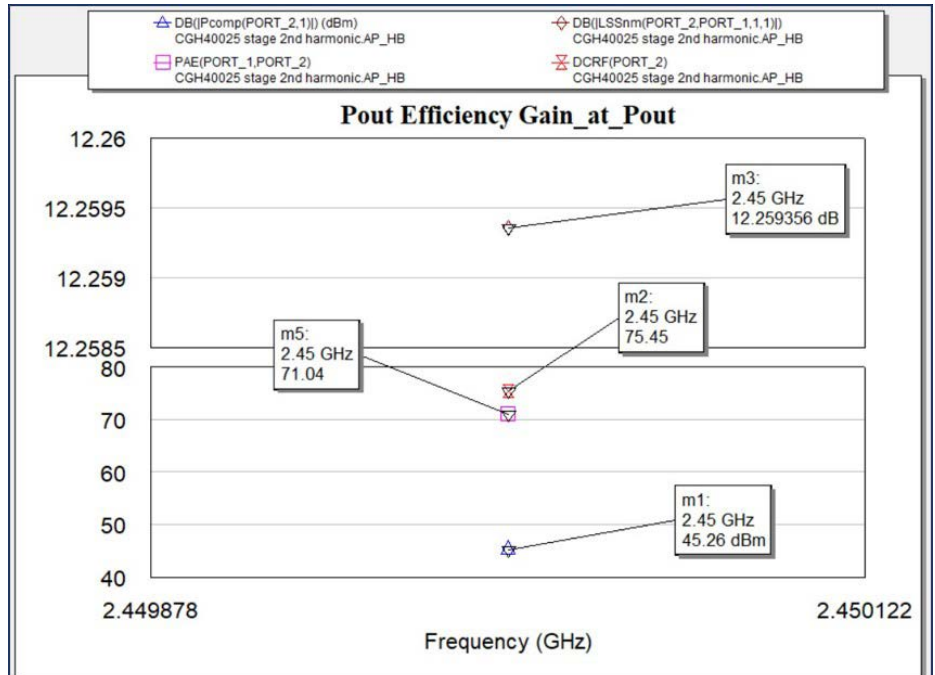 DB(|Pcomp(PORT_2,1)|) (dBm)
CGH40025 stage 2nd harmonic.AP_HB
DB(|LSSnm(PORT_2,PORT_1,1,1)|)
CGH40025 stage 2nd harmonic.AP_HB
PAE(PORT_1,PORT_2)
CGH40025 stage 2nd harmonic.AP_HB
DCRF(PORT_2)
CGH40025 stage 2nd harmonic.AP_HB
Pout Efficiency Gain_at_Pout
12.26
12.2595
12.259
12.2585
m3:
2.45 GHz
12.259356 dB
m2:
2.45 GHz
75.45
m5:
2.45 GHz
71.04
80
70
60
50
40
m1:
2.45 GHz
45.26 dBm
2.449878
2.450122
Frequency (GHz)